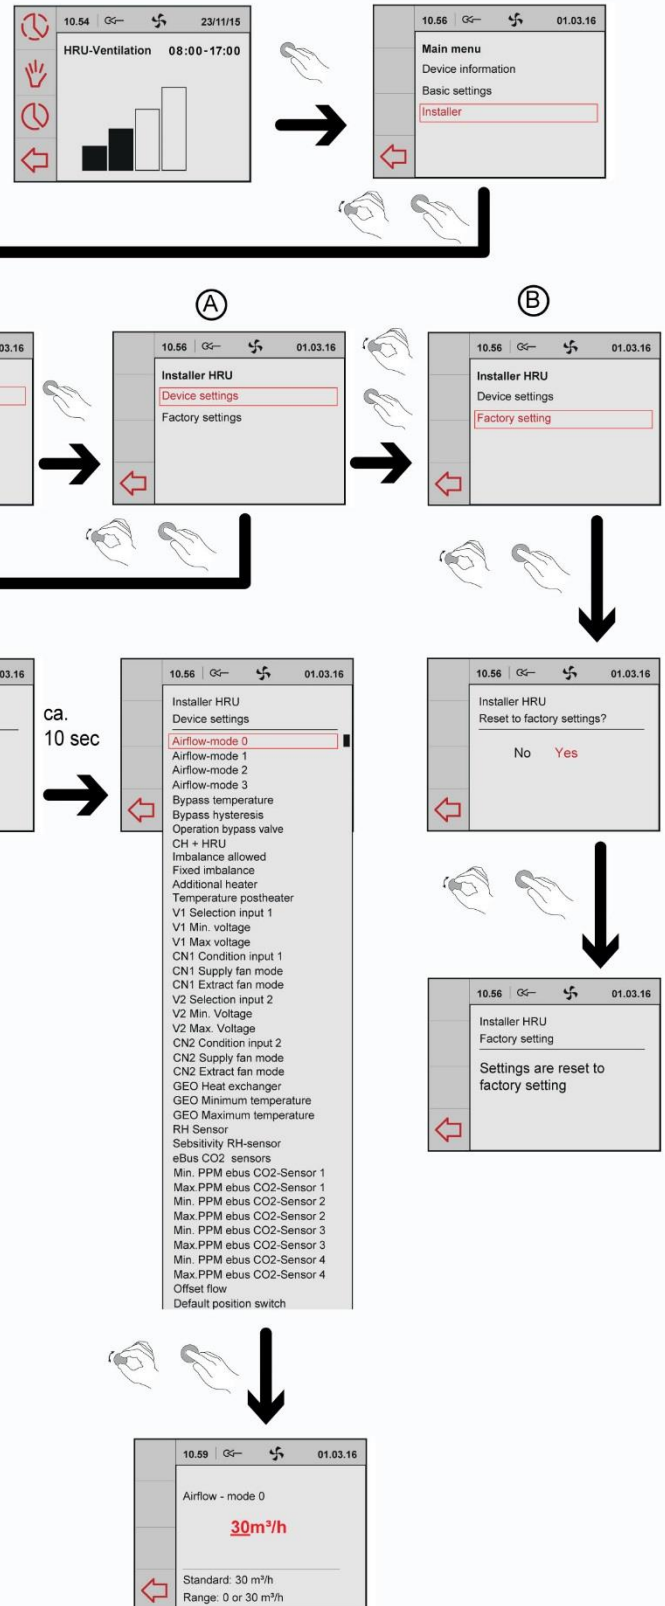 10.54 23/11/15
HRU-Ventilation 08:00-17:00
10.56 01.03.16
Main menu
Device information
Basic settings
Installer
A
B
03.16
10.56 01.03.16
Installer HRU
Device settings
Factory settings
10.56 01.03.16
Installer HRU
Device settings
Factory setting
03.16
ca.
10 sec
10.56 01.03.16
Installer HRU
Device settings
Airflow-mode 0
Airflow-mode 1
Airflow-mode 2
Airflow-mode 3
Bypass temperature
Bypass hysteresis
Operation bypass valve
CH + HRU
Imbalance allowed
Fixed imbalance
Additional heater
Temperature postheater
V1 Selection input 1
V1 Min. voltage
V1 Max voltage
CN1 Condition input 1
CN1 Supply fan mode
CN1 Extract fan mode
V2 Selection input 2
V2 Min. Voltage
V2 Max. Voltage
CN2 Condition input 2
CN2 Supply fan mode
CN2 Extract fan mode
GEO Heat exchanger
GEO Minimum temperature
GEO Maximum temperature
RH Sensor
Sebsitivity RH-sensor
eBus CO2 sensors
Min. PPM ebus CO2-Sensor 1
Max.PPM ebus CO2-Sensor 1
Min. PPM ebus CO2-Sensor 2
Max.PPM ebus CO2-Sensor 2
Min. PPM ebus CO2-Sensor 3
Max.PPM ebus CO2-Sensor 3
Min. PPM ebus CO2-Sensor 4
Max.PPM ebus CO2-Sensor 4
Offset flow
Default position switch
10.56 01.03.16
Installer HRU
Reset to factory settings?
No Yes
10.56 01.03.16
Installer HRU
Factory setting
Settings are reset to
factory setting
10.59 01.03.16
Airflow - mode 0
30m³/h
Standard: 30 m³/h
Range: 0 or 30 m³/h